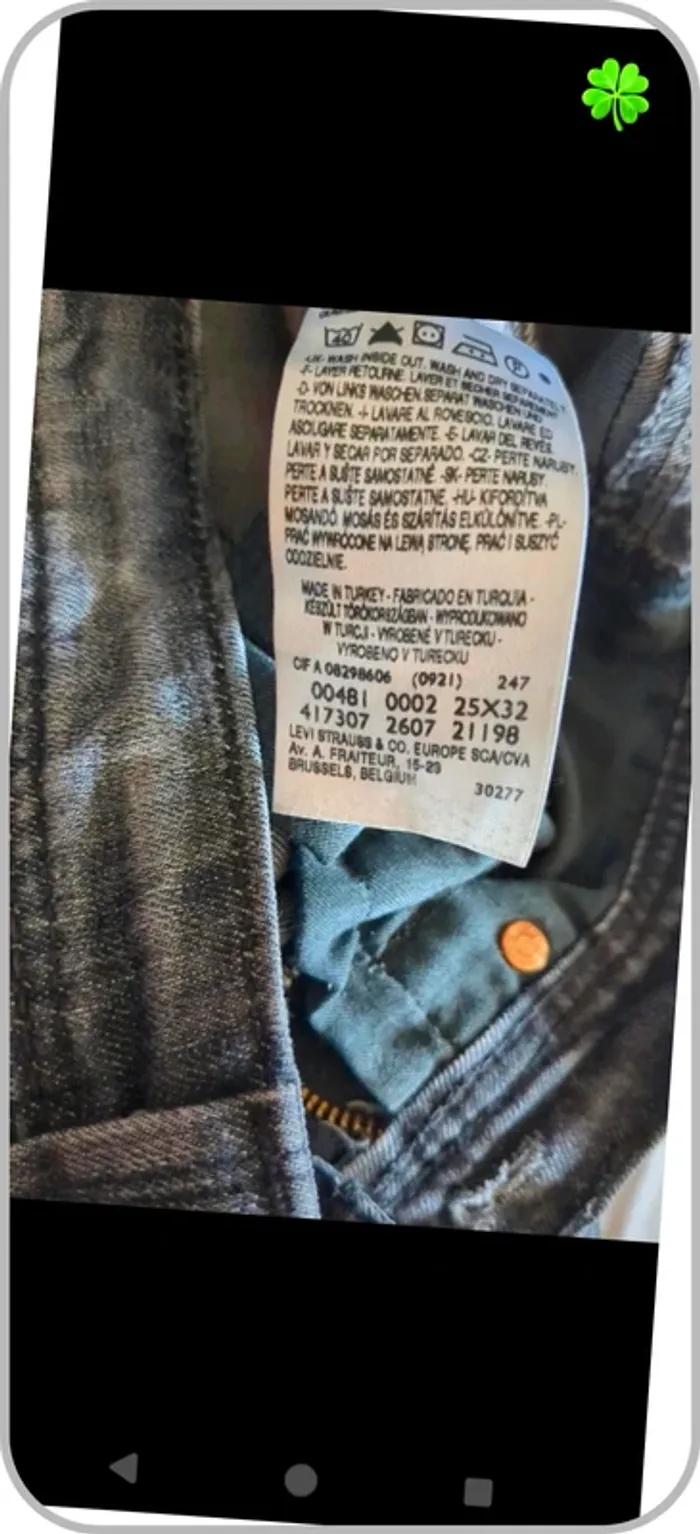 40
-UK- WASH INSIDE OUT. WASH AND DRY SEPARATELY.
-F- LAVER RETOURNE. LAVER ET SECHER SEPAREMENT
-D- VON LINKS WASCHEN.SEPARAT WASCHEN UND
TROCKNEN. -I- LAVARE AL ROVESCIO. LAVARE ED
ASCIUGARE SEPARATAMENTE. -E- LAVAR DEL REVÉS.
LAVAR Y SECAR POR SEPARADO. -CZ- PERTE NARUBY.
PERTE A SUŠTE SAMOSTATNĚ. -SK- PERTE NARUBY.
PERTE A SUŠTE SAMOSTATNE. -HU- KIFORDÍTVA
MOSANDÓ MOSÁS ÉS SZÁRÍTÁS ELKÜLÖNÍTVE. -PL-
PRAĆ WYWRÓCONE NA LEWĄ STRONĘ. PRAĆ I SUSZYĆ
ODDZIELNIE.
MADE IN TURKEY - FABRICADO EN TURQUIA -
KÉSZÜLT TÖRÖKORSZÁGBAN - WYPRODUKOWANO
W TURCJI - VYROBENÉ V TURECKU -
VYROBENO V TURECKU
CIF A 08298606 (0921) 247
00481 0002 25X32
417307 2607 21198
LEVI STRAUSS & CO. EUROPE SCA/CVA
Av. A. FRAITEUR, 15-23
BRUSSELS, BELGIUM
30277